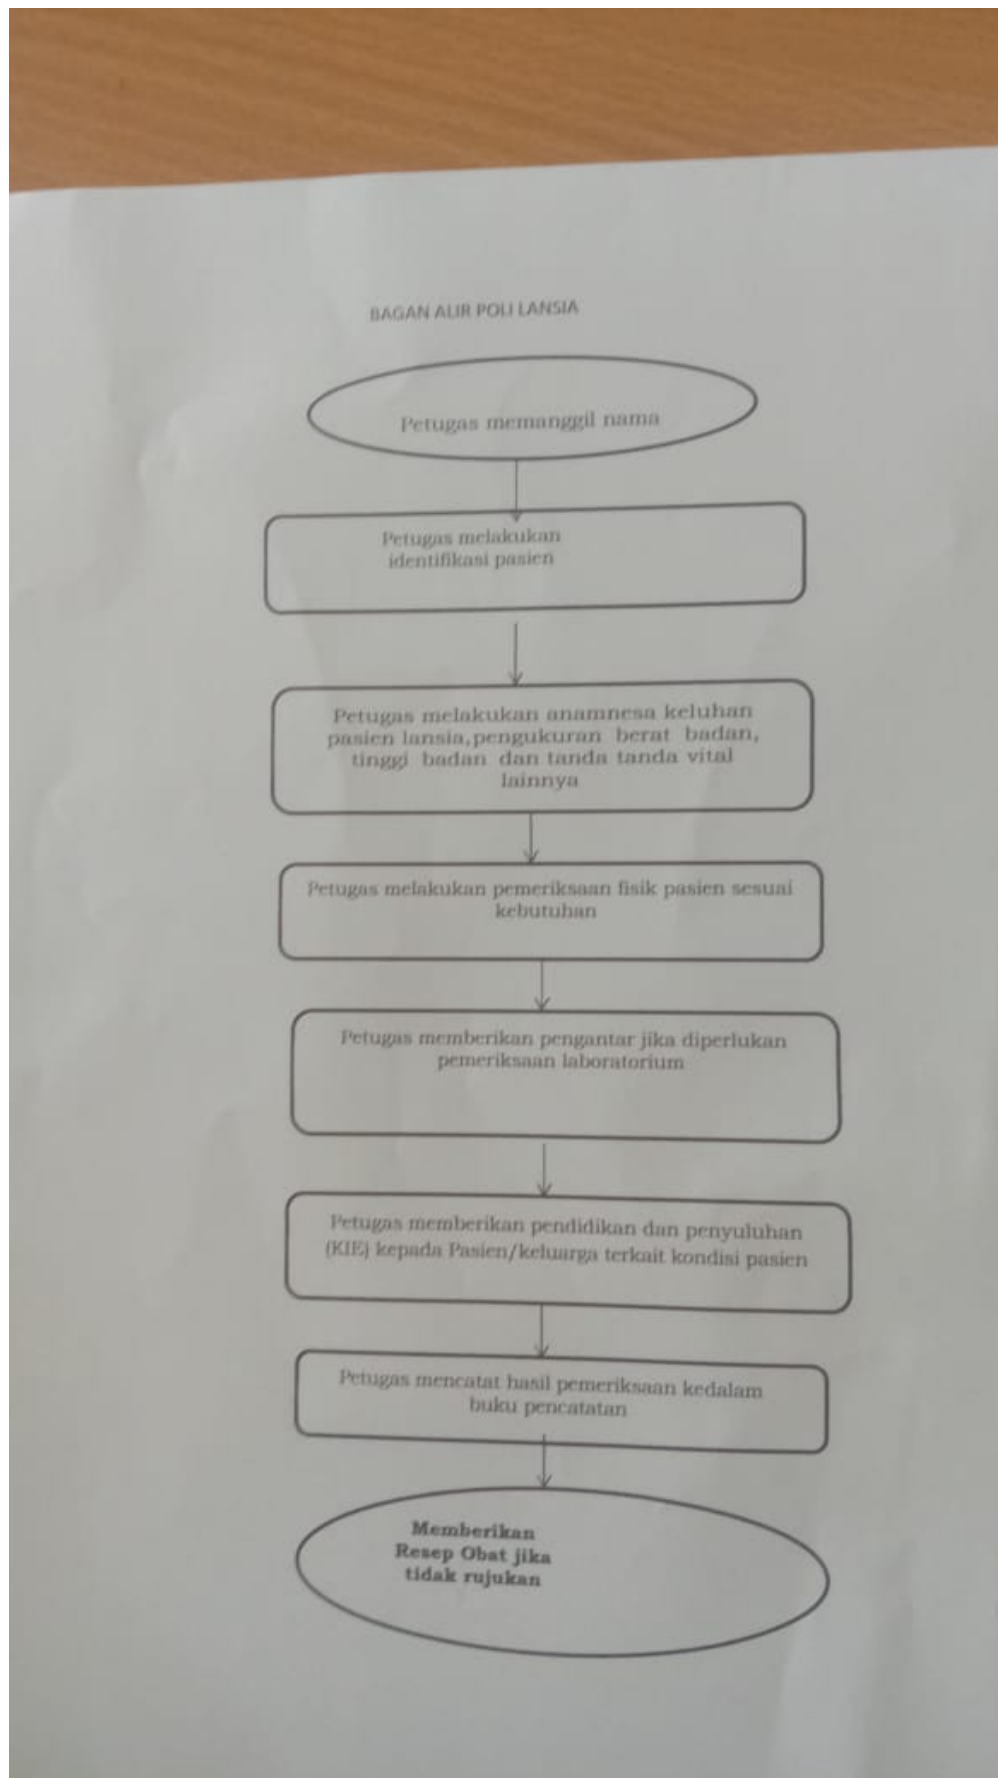 BAGAN ALIR POLI LANSIA
Petugas memanggil nama
Petugas melakukan
identifikasi pasien
Petugas melakukan anamnesa keluhan
pasien lansia,pengukuran berat badan,
tinggi badan dan tanda tanda vital
lainnya
Petugas melakukan pemeriksaan fisik pasien sesuai
kebutuhan
Petugas memberikan pengantar jika diperlukan
pemeriksaan laboratorium
Petugas memberikan pendidikan dan penyuluhan
(KIE) kepada Pasien/keluarga terkait kondisi pasien
Petugas mencatat hasil pemeriksaan kedalam
buku pencatatan
Memberikan
Resep Obat jika
tidak rujukan